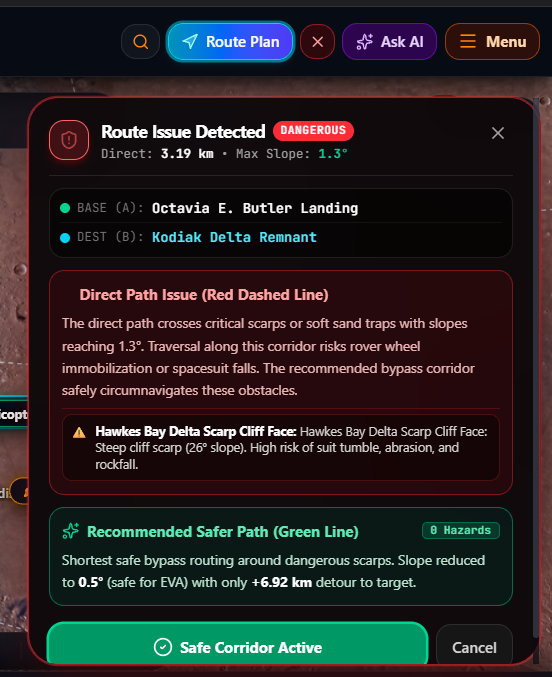 Route Plan
Ask AI
Menu
Route Issue Detected DANGEROUS
Direct: 3.19 km • Max Slope: 1.3°
BASE (A): Octavia E. Butler Landing
DEST (B): Kodiak Delta Remnant
Direct Path Issue (Red Dashed Line)
The direct path crosses critical scarps or soft sand traps with slopes
reaching 1.3°. Traversal along this corridor risks rover wheel
immobilization or spacesuit falls. The recommended bypass corridor
safely circumnavigates these obstacles.
Hawkes Bay Delta Scarp Cliff Face: Hawkes Bay Delta Scarp Cliff Face:
Steep cliff scarp (26° slope). High risk of suit tumble, abrasion, and
rockfall.
Recommended Safer Path (Green Line) 0 Hazards
Shortest safe bypass routing around dangerous scarps. Slope reduced
to 0.5° (safe for EVA) with only +6.92 km detour to target.
Safe Corridor Active
Cancel